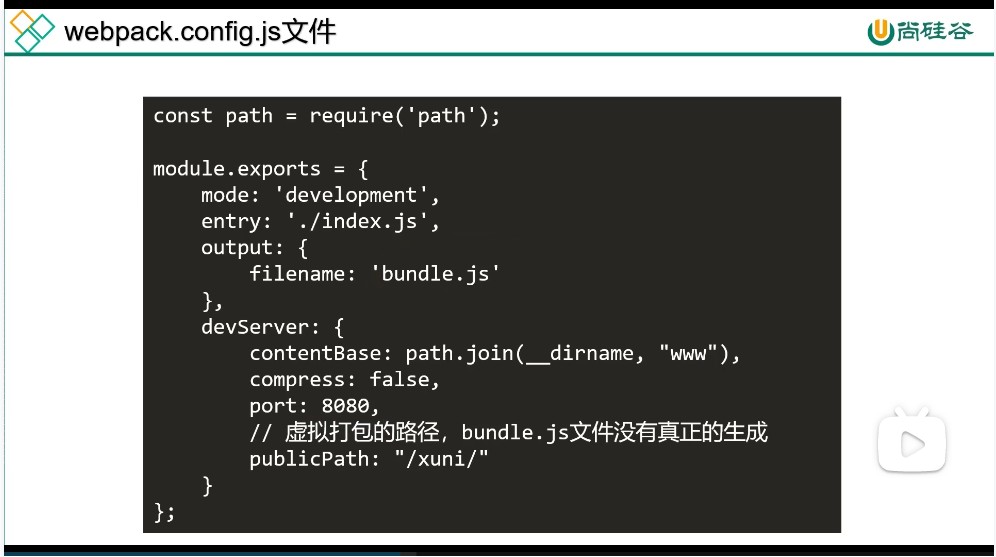 webpack.config.js文件
尚硅谷
const path = require('path');
module.exports = {
    mode: 'development',
    entry: './index.js',
    output: {
        filename: 'bundle.js'
    },
    devServer: {
        contentBase: path.join(__dirname, "www"),
        compress: false,
        port: 8080,
        // 虚拟打包的路径，bundle.js文件没有真正的生成
        publicPath: "/xuni/"
    }
};